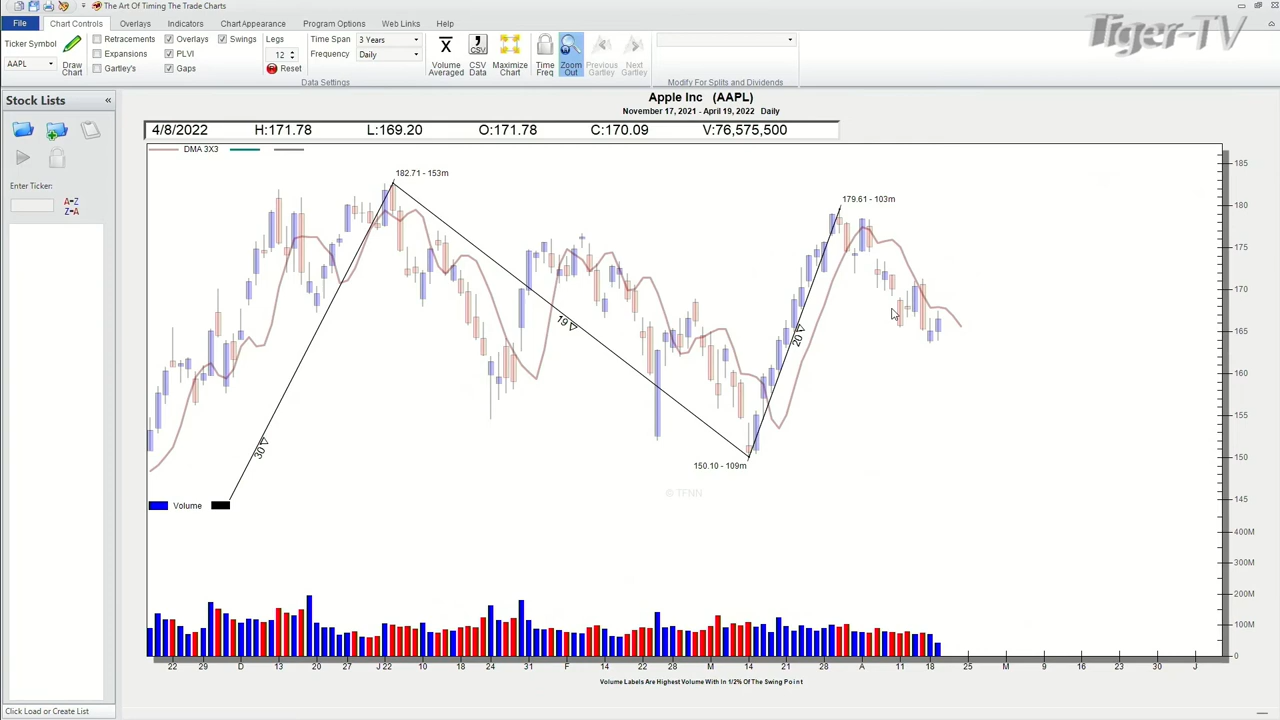 The Art Of Timing The Trade Charts
File Chart Controls Overlays Indicators Chart Appearance Program Options Web Links Help
Ticker Symbol
AAPL
Draw
Chart
Retracements Overlays Swings
Expansions PLVI
Gartley's Gaps
Legs
12
Reset
Time Span 3 Years
Frequency Daily
Data Settings
Volume
Averaged
CSV
CSV
Data
Maximize
Chart
Time
Freq
Zoom
Out
Previous
Gartley
Next
Gartley
Modify For Splits and Dividends
Tiger-TV
Stock Lists «
Enter Ticker:
A=Z
Z=A
Click Load or Create List
Apple Inc (AAPL)
November 17, 2021 - April 19, 2022 Daily
4/8/2022 H:171.78 L:169.20 O:171.78 C:170.09 V:76,575,500
DMA 3X3
182.71 - 153m
179.61 - 103m
19
20
30
150.10 - 109m
© TFNN
Volume
185
180
175
170
165
160
155
150
145
400M
300M
200M
100M
0
22 29 D 13 20 27 J 22 10 18 24 31 F 14 22 28 M 14 21 28 A 11 18 25 M 9 16 23 30 J
Volume Labels Are Highest Volume With In 1/2% Of The Swing Point